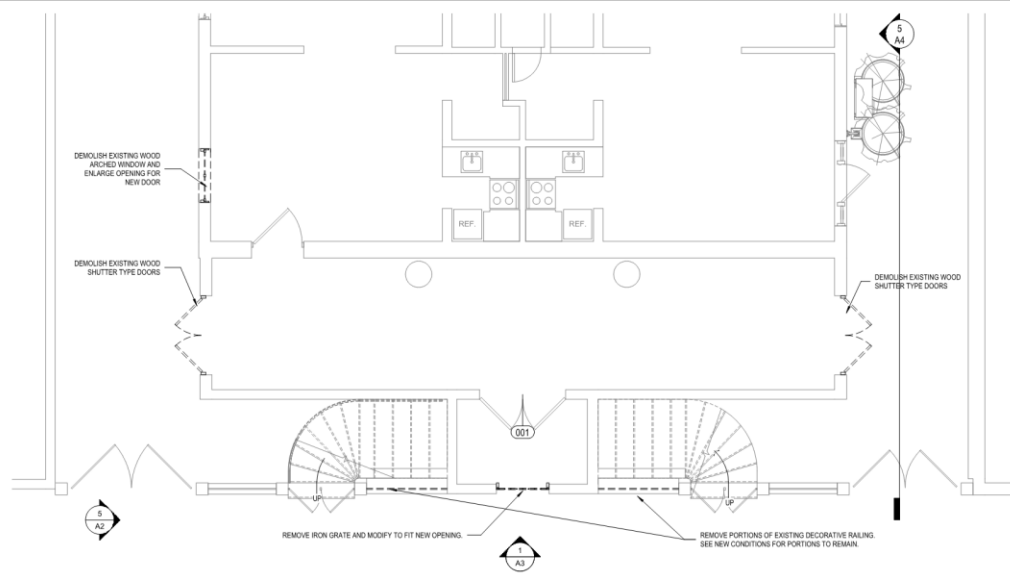 5
A4
DEMOLISH EXISTING WOOD
ARCHED WINDOW AND
ENLARGE OPENING FOR
NEW DOOR
REF.
REF.
DEMOLISH EXISTING WOOD
SHUTTER TYPE DOORS
DEMOLISH EXISTING WOOD
SHUTTER TYPE DOORS
001
UP
UP
5
A2
REMOVE IRON GRATE AND MODIFY TO FIT NEW OPENING.
REMOVE PORTIONS OF EXISTING DECORATIVE RAILING.
SEE NEW CONDITIONS FOR PORTIONS TO REMAIN.
1
A3